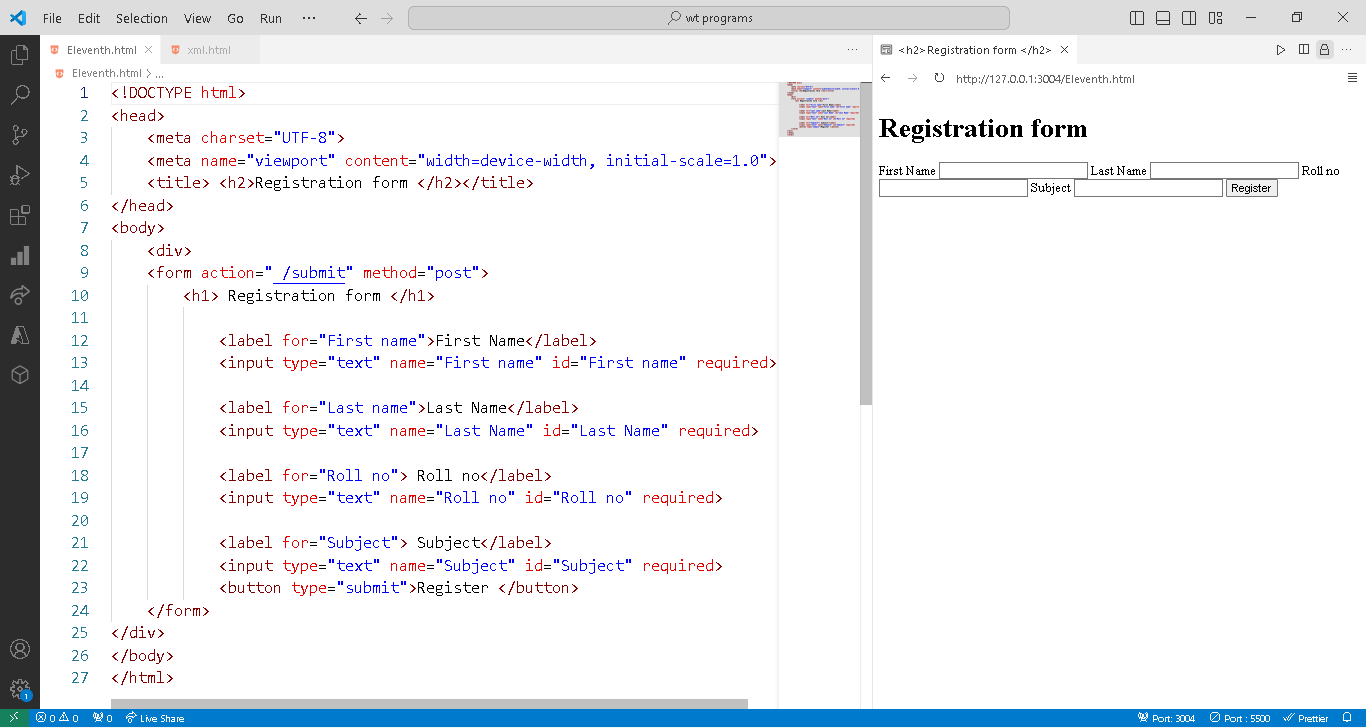 File Edit Selection View Go Run ··· wt programs
Eleventh.html xml.html ···
Eleventh.html > ...
1 <!DOCTYPE html>
2 <head>
3 <meta charset="UTF-8">
4 <meta name="viewport" content="width=device-width, initial-scale=1.0">
5 <title> <h2>Registration form </h2></title>
6 </head>
7 <body>
8 <div>
9 <form action=" /submit" method="post">
10 <h1> Registration form </h1>
11
12 <label for="First name">First Name</label>
13 <input type="text" name="First name" id="First name" required>
14
15 <label for="Last name">Last Name</label>
16 <input type="text" name="Last Name" id="Last Name" required>
17
18 <label for="Roll no"> Roll no</label>
19 <input type="text" name="Roll no" id="Roll no" required>
20
21 <label for="Subject"> Subject</label>
22 <input type="text" name="Subject" id="Subject" required>
23 <button type="submit">Register </button>
24 </form>
25 </div>
26 </body>
27 </html>
<h2>Registration form </h2> ···
http://127.0.0.1:3004/Eleventh.html
Registration form
First Name Last Name Roll no
Subject Register
1
0 0 0 Live Share Port: 3004 Port : 5500 Prettier